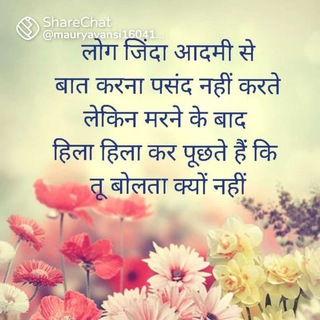 ShareChat
@mauryavansi16041...
लोग जिंदा आदमी से
बात करना पसंद नहीं करते
लेकिन मरने के बाद
हिला हिला कर पूछते हैं कि
तू बोलता क्यों नहीं